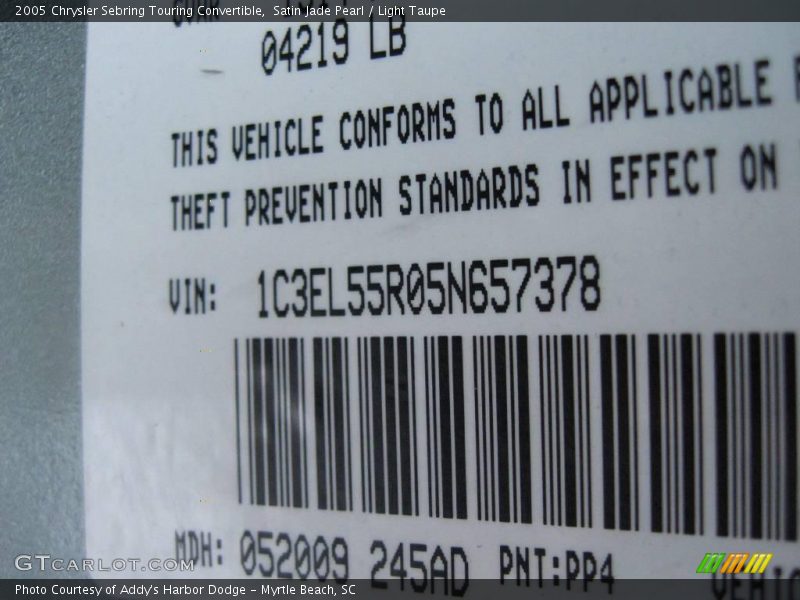 2005 Chrysler Sebring Touring Convertible, Satin Jade Pearl / Light Taupe
04219 LB
THIS VEHICLE CONFORMS TO ALL APPLICABLE
THEFT PREVENTION STANDARDS IN EFFECT ON
VIN: 1C3EL55R05N657378
MDH: 052009 245AD PNT:PP4
GTCARLOT.COM
Photo Courtesy of Addy's Harbor Dodge - Myrtle Beach, SC